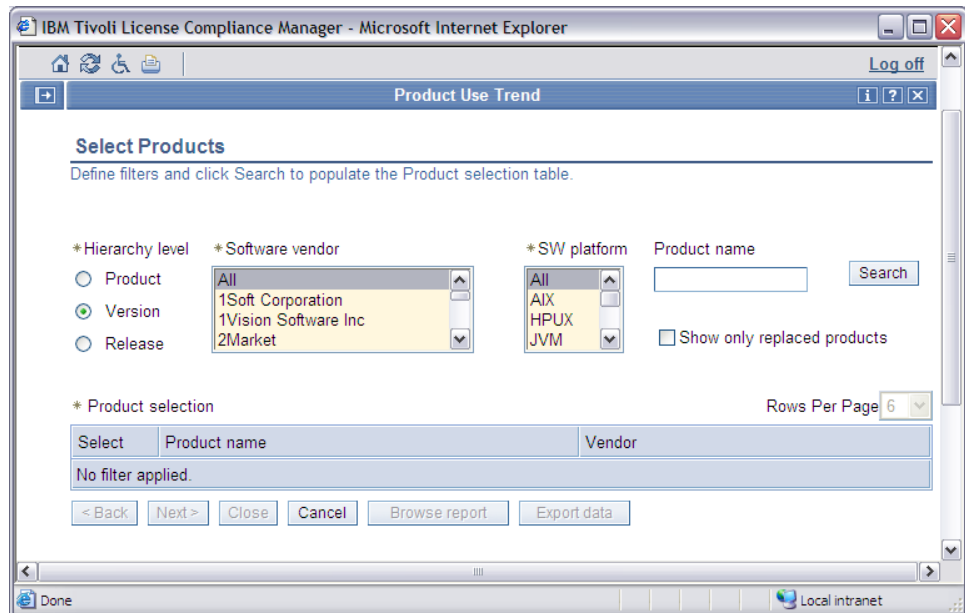 IBM Tivoli License Compliance Manager - Microsoft Internet Explorer
Log off
Product Use Trend
i ? X
Select Products
Define filters and click Search to populate the Product selection table.
*Hierarchy level *Software vendor *SW platform Product name
Product
Version
Release
All
1Soft Corporation
1Vision Software Inc
2Market
All
AIX
HPUX
JVM
Search
Show only replaced products
* Product selection Rows Per Page 6
Select Product name Vendor
No filter applied.
< Back Next > Close Cancel Browse report Export data
Done Local intranet